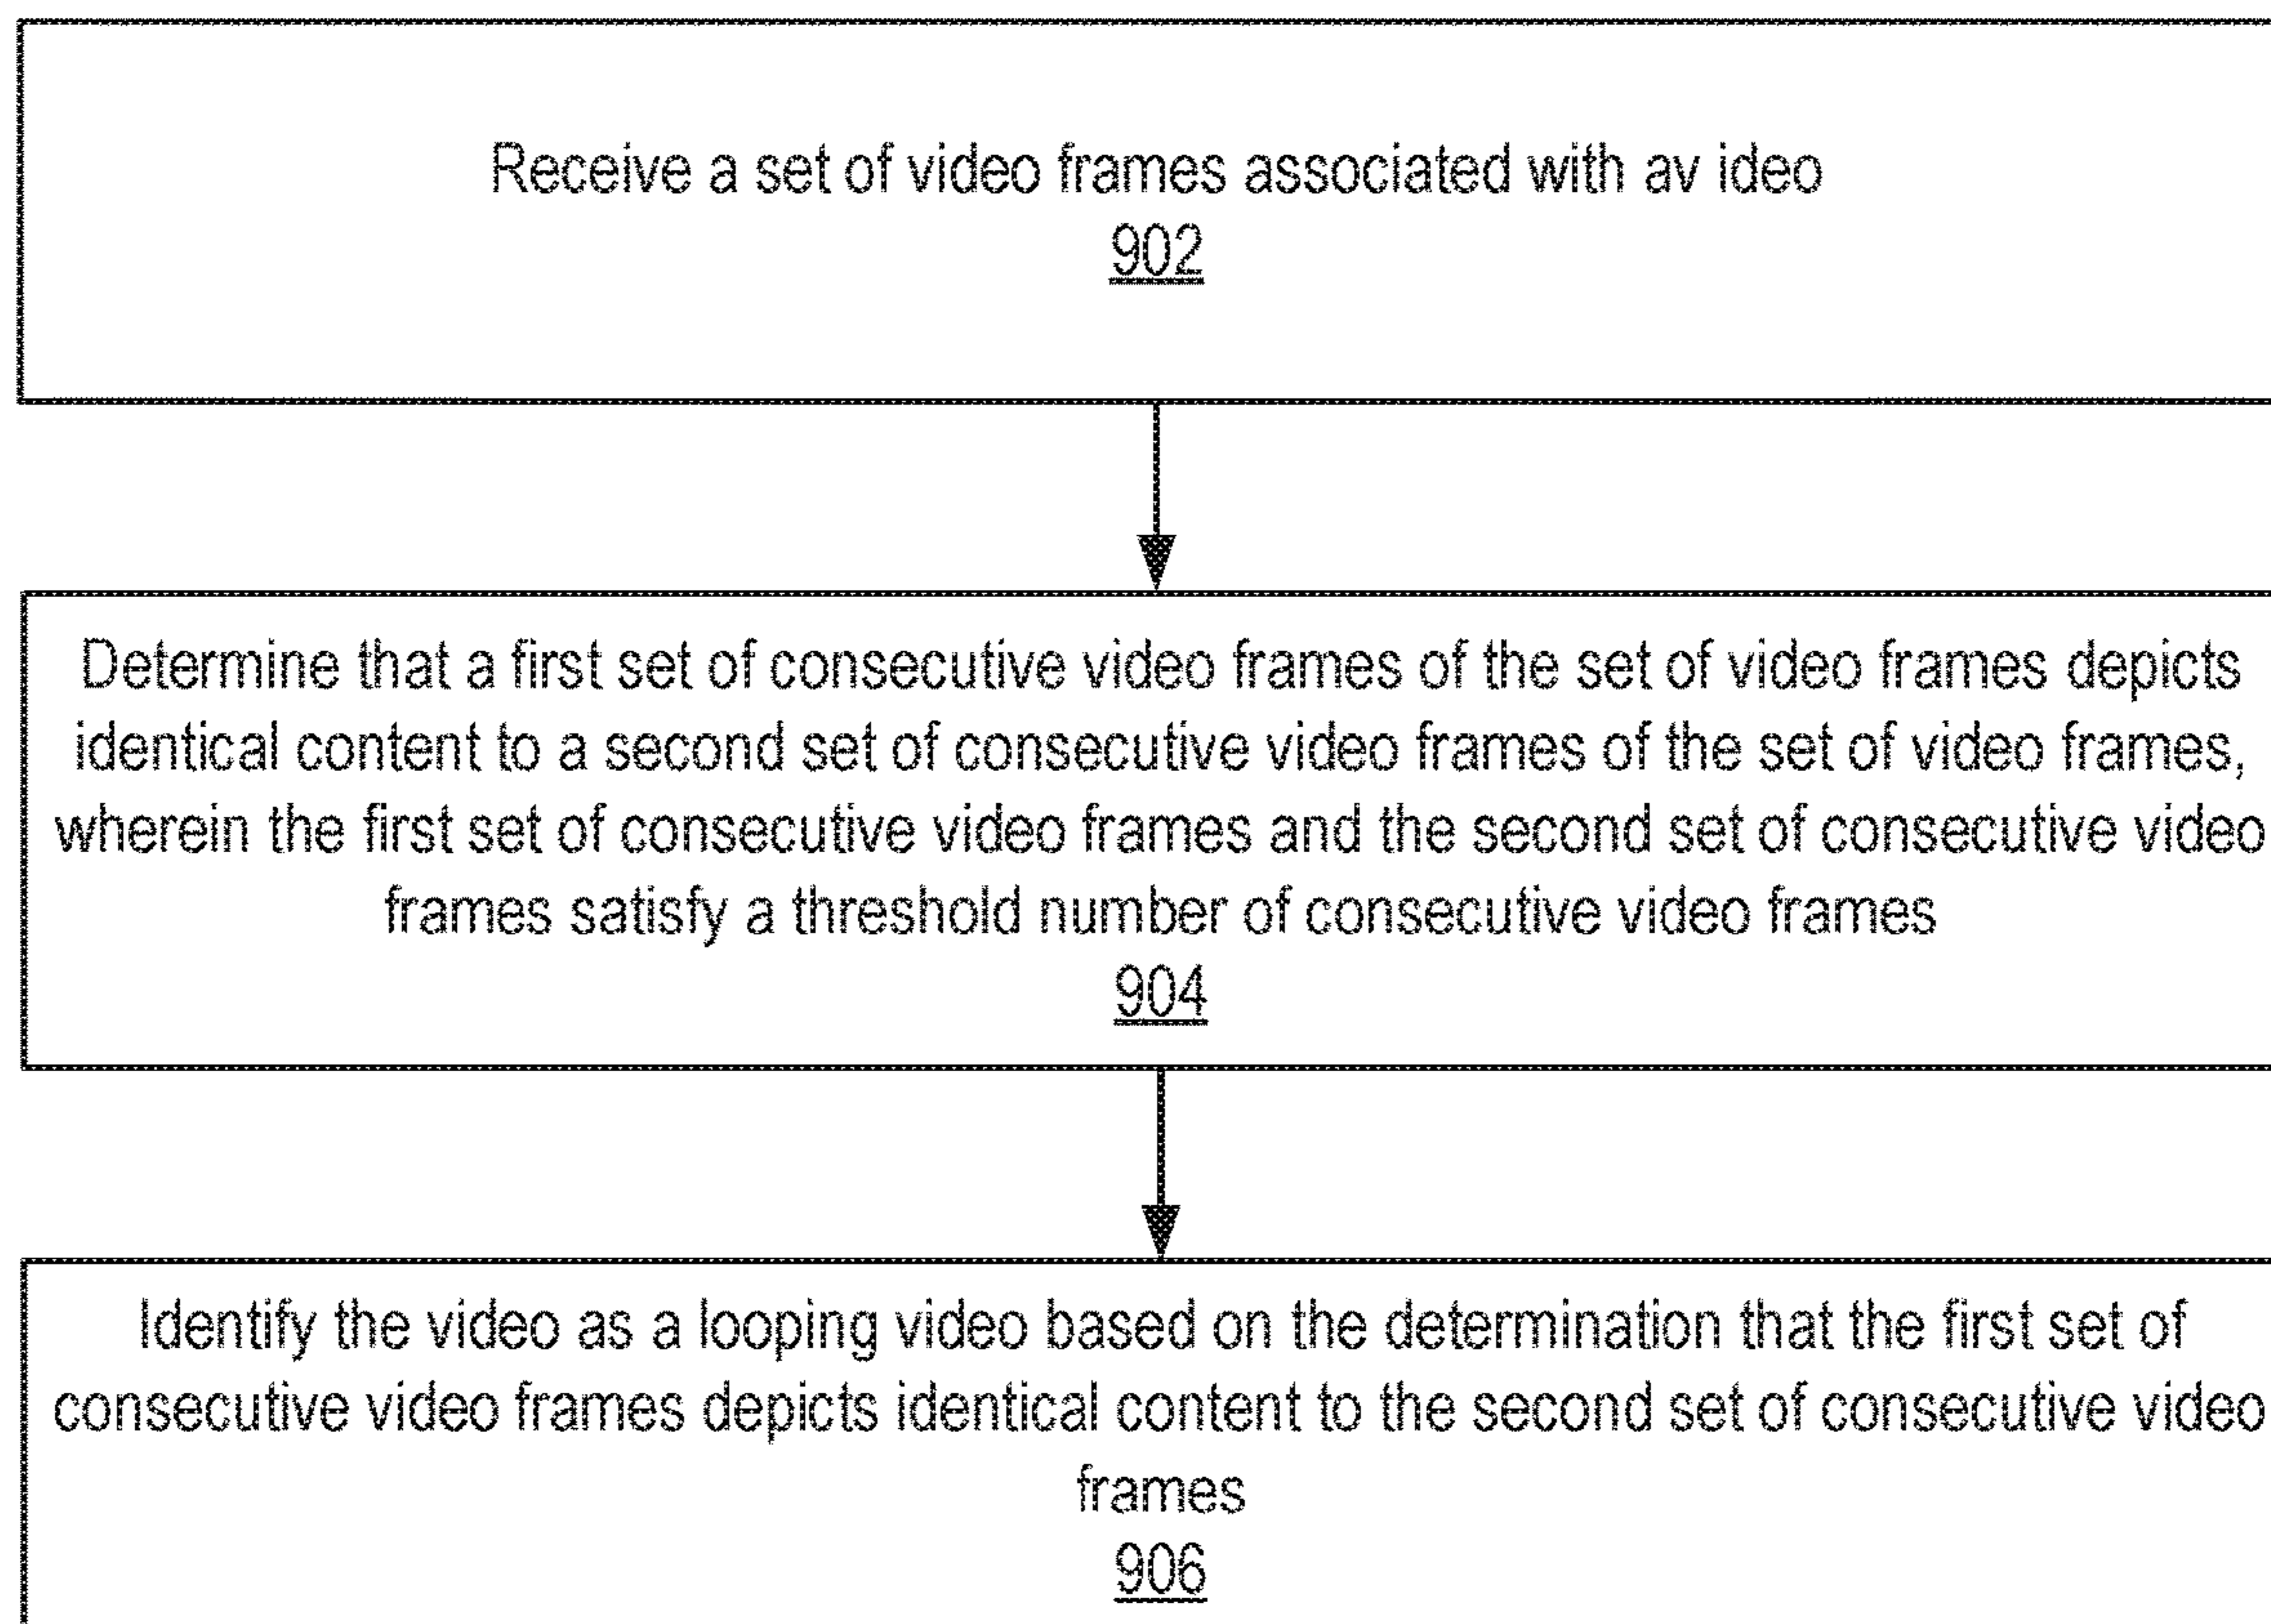 Receive a set of video frames associated with av ideo
902
Determine that a first set of consecutive video frames of the set of video frames depicts
identical content to a second set of consecutive video frames of the set of video frames,
wherein the first set of consecutive video frames and the second set of consecutive video
frames satisfy a threshold number of consecutive video frames
904
Identify the video as a looping video based on the determination that the first set of
consecutive video frames depicts identical content to the second set of consecutive video
frames
906